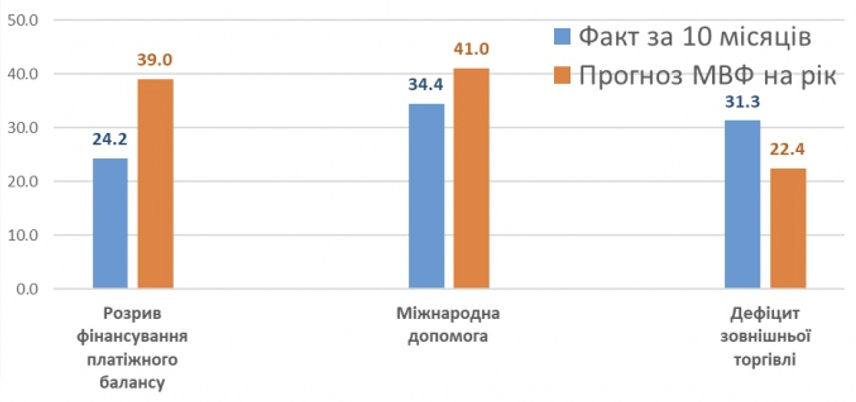 50.0
40.0
30.0
20.0
10.0
0.0
Факт за 10 місяців
Прогноз МВФ на рік
24.2
39.0
34.4
41.0
31.3
22.4
Розрив
фінансування
платіжного
балансу
Міжнародна
допомога
Дефіцит
зовнішньої
торгівлі